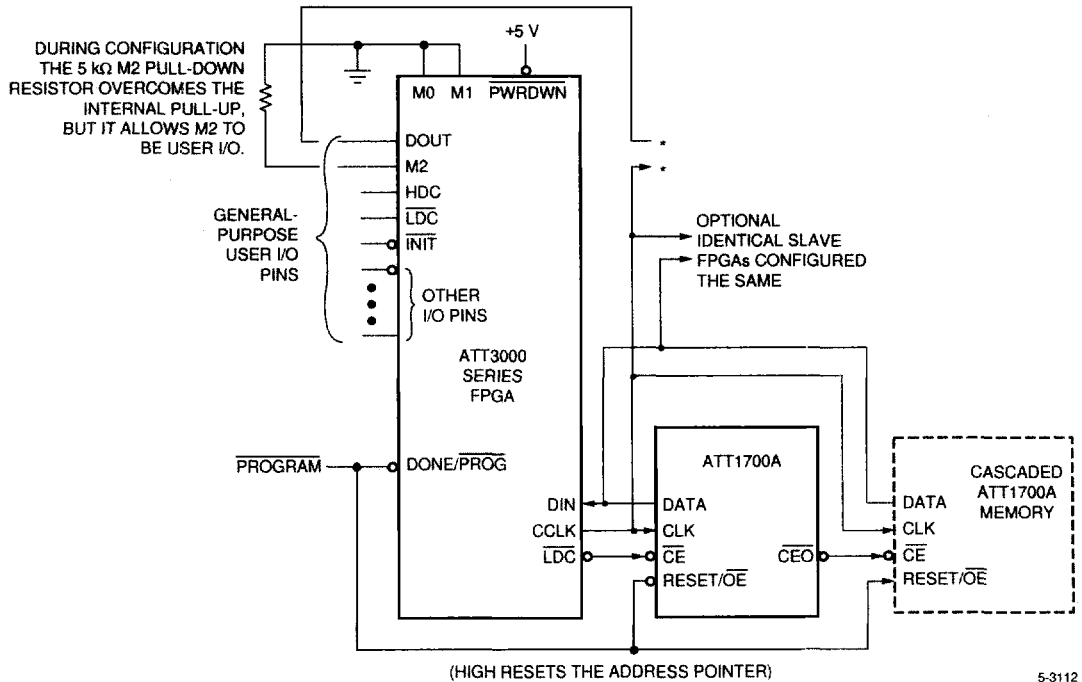 +5 V
DURING CONFIGURATION
THE 5 kΩ M2 PULL-DOWN
RESISTOR OVERCOMES THE
INTERNAL PULL-UP,
BUT IT ALLOWS M2 TO
BE USER I/O.
M0 M1 PWRDWN
DOUT
M2
HDC
LDC
INIT
GENERAL-
PURPOSE
USER I/O
PINS
OTHER
I/O PINS
*
*
OPTIONAL
IDENTICAL SLAVE
FPGAs CONFIGURED
THE SAME
ATT3000
SERIES
FPGA
PROGRAM
DONE/PROG
DIN
CCLK
LDC
ATT1700A
DATA
CLK
CE
RESET/OE
CEO
CASCADED
ATT1700A
MEMORY
DATA
CLK
CE
RESET/OE
(HIGH RESETS THE ADDRESS POINTER)
5-3112